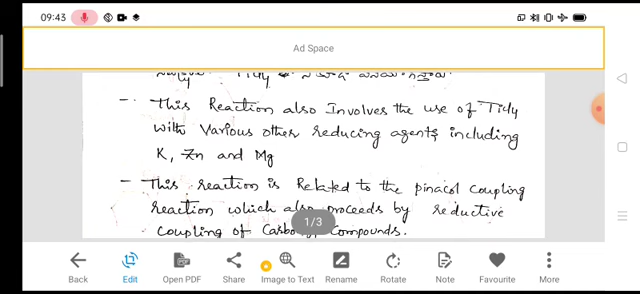 09:43
Ad Space
- This Reaction also Involves the use of Ticly
with Various other reducing agents including
K, Zn and Mg
- This reaction is Related to the pinacol coupling
reaction which also proceeds by reductive
coupling of Carbonyl compounds.
1/3
Back Edit Open PDF Share Image to Text Rename Rotate Note Favourite More